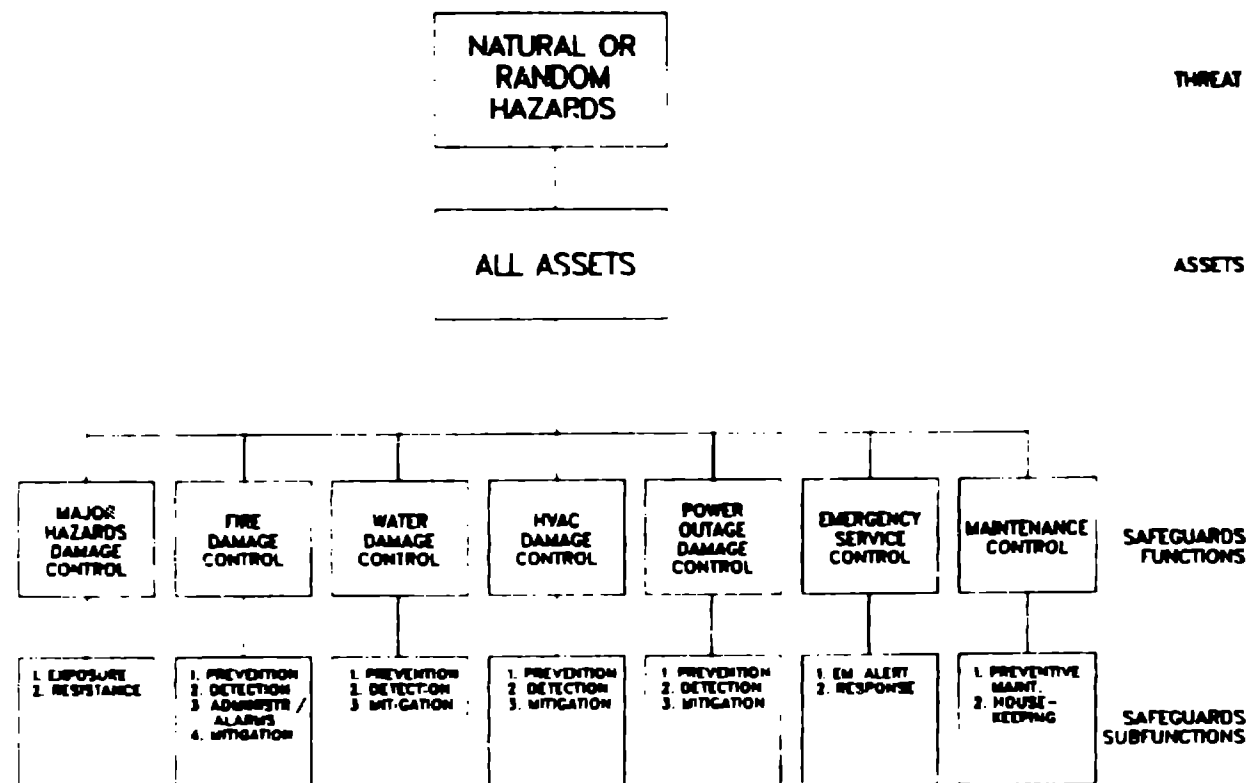 NATURAL OR
RANDOM
HAZARDS
THREAT
ALL ASSETS
ASSETS
MAJOR
HAZARDS
DAMAGE
CONTROL
FIRE
DAMAGE
CONTROL
WATER
DAMAGE
CONTROL
HVAC
DAMAGE
CONTROL
POWER
OUTAGE
DAMAGE
CONTROL
EMERGENCY
SERVICE
CONTROL
MAINTENANCE
CONTROL
SAFEGUARDS
FUNCTIONS
1. EXPOSURE
2. RESISTANCE
1. PREVENTION
2. DETECTION
3 ADMINISTR /
ALARMS
4. MITIGATION
1. PREVENTION
2. DETECTION
3 MITIGATION
1. PREVENTION
2 DETECTION
3. MITIGATION
1 PREVENTION
2 DETECTION
3. MITIGATION
1 EM ALERT
2. RESPONSE
1. PREVENTIVE
MAINT.
2. HOUSE-
KEEPING
SAFEGUARDS
SUBFUNCTIONS